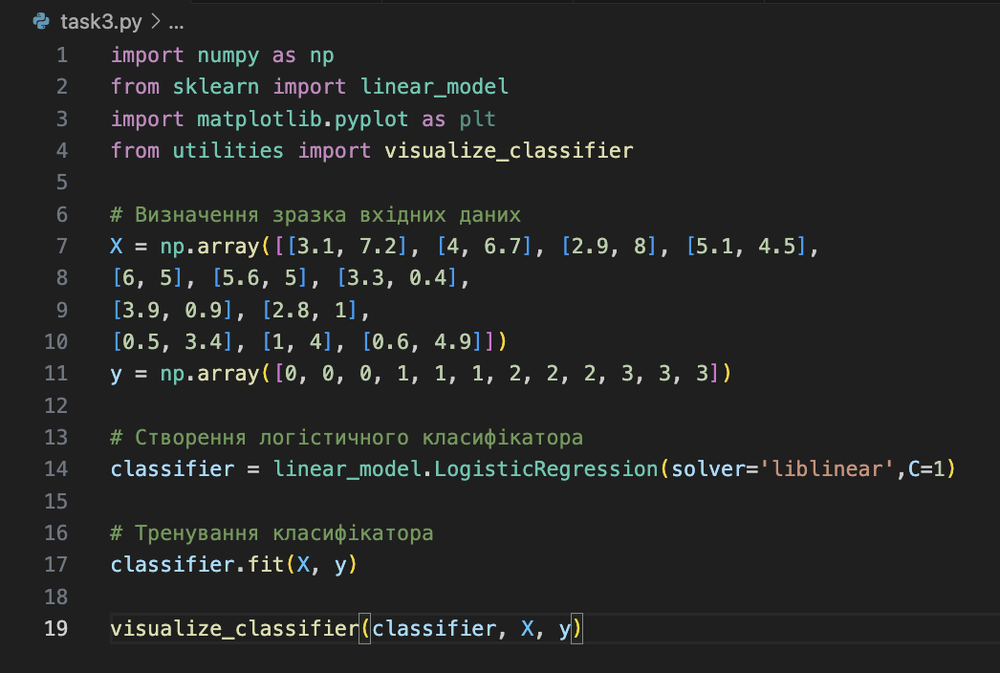 task3.py > ...
1 import numpy as np
2 from sklearn import linear_model
3 import matplotlib.pyplot as plt
4 from utilities import visualize_classifier
5
6 # Визначення зразка вхідних даних
7 X = np.array([[3.1, 7.2], [4, 6.7], [2.9, 8], [5.1, 4.5],
8 [6, 5], [5.6, 5], [3.3, 0.4],
9 [3.9, 0.9], [2.8, 1],
10 [0.5, 3.4], [1, 4], [0.6, 4.9]])
11 y = np.array([0, 0, 0, 1, 1, 1, 2, 2, 2, 3, 3, 3])
12
13 # Створення логістичного класифікатора
14 classifier = linear_model.LogisticRegression(solver='liblinear',C=1)
15
16 # Тренування класифікатора
17 classifier.fit(X, y)
18
19 visualize_classifier(classifier, X, y)